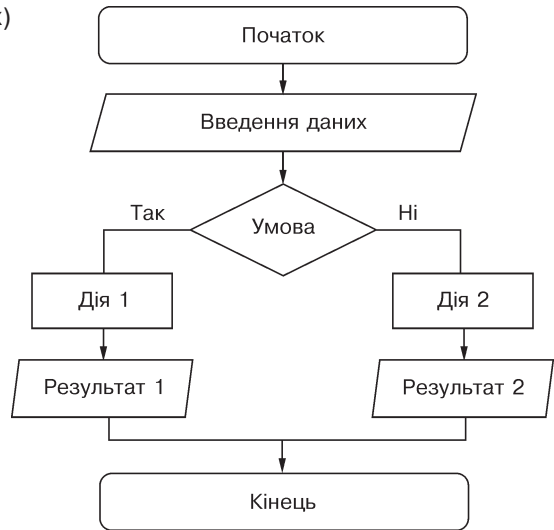 к)
Початок
Введення даних
Так
Умова
Ні
Дія 1
Дія 2
Результат 1
Результат 2
Кінець